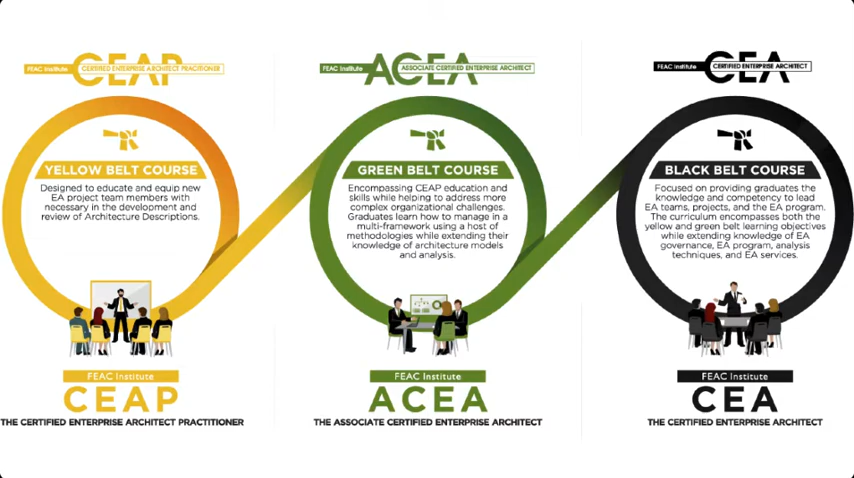 CEAP
FEAC Institute
CERTIFIED ENTERPRISE ARCHITECT PRACTITIONER
YELLOW BELT COURSE
Designed to educate and equip new
EA project team members with
necessary in the development and
review of Architecture Descriptions.
FEAC Institute
CEAP
THE CERTIFIED ENTERPRISE ARCHITECT PRACTITIONER
ACEA
FEAC Institute
ASSOCIATE CERTIFIED ENTERPRISE ARCHITECT
GREEN BELT COURSE
Encompassing CEAP education and
skills while helping to address more
complex organizational challenges.
Graduates learn how to manage in a
multi-framework using a host of
methodologies while extending their
knowledge of architecture models
and analysis.
FEAC Institute
ACEA
THE ASSOCIATE CERTIFIED ENTERPRISE ARCHITECT
CEA
FEAC Institute
CERTIFIED ENTERPRISE ARCHITECT
BLACK BELT COURSE
Focused on providing graduates the
knowledge and competency to lead
EA teams, projects, and the EA program.
The curriculum encompasses both the
yellow and green belt learning objectives
while extending knowledge of EA
governance, EA program, analysis
techniques, and EA services.
FEAC Institute
CEA
THE CERTIFIED ENTERPRISE ARCHITECT